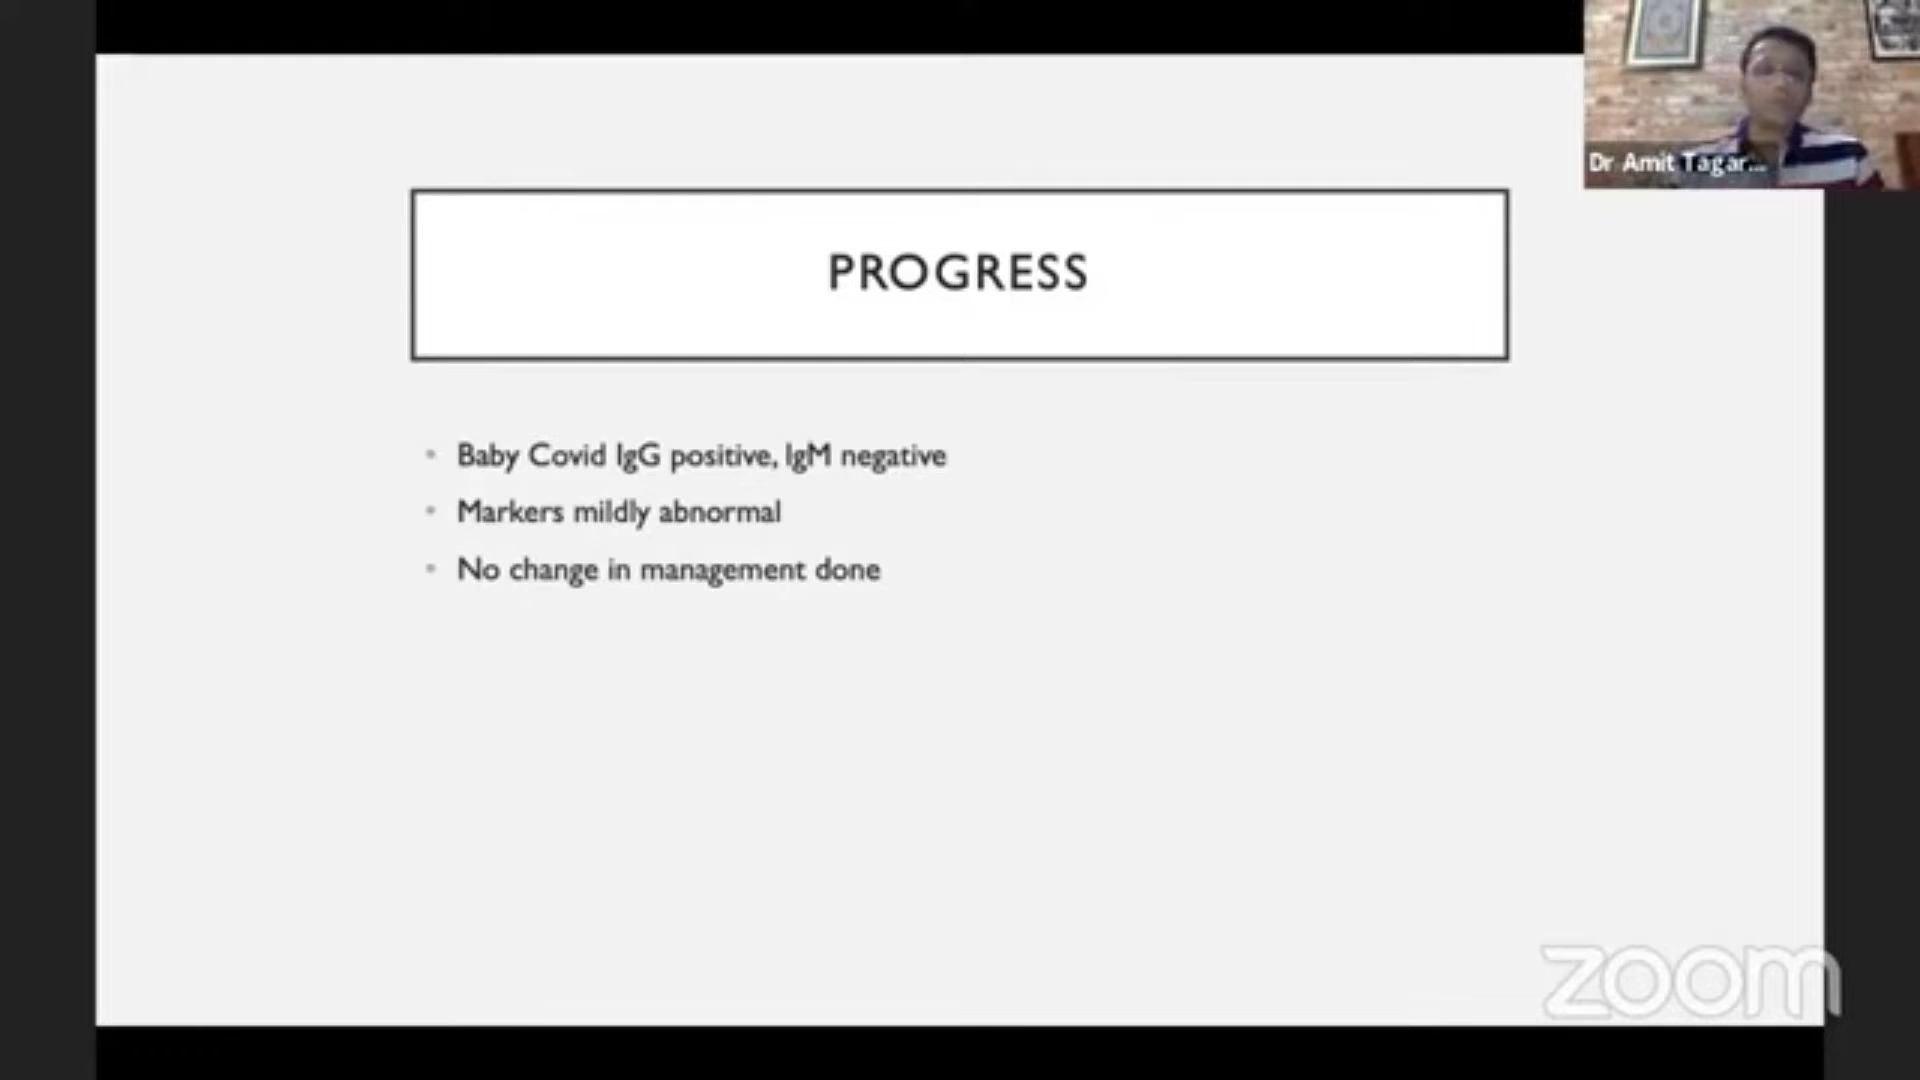 Dr Amit Tagar...
PROGRESS
• Baby Covid IgG positive, IgM negative
• Markers mildly abnormal
• No change in management done
zoom